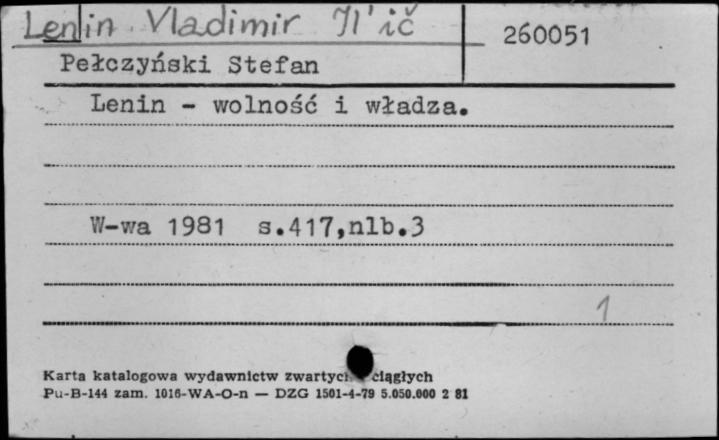 Lenin Vladimir Il'ič
260051
Pełczyński Stefan
Lenin - wolność i władza.
W-wa 1981 s.417,nlb.3
1
Karta katalogowa wydawnictw ciągłych
Pu-B-144 zam. 1016-WA-O-n — DZG 1501-4-79 5.050.000 2 81